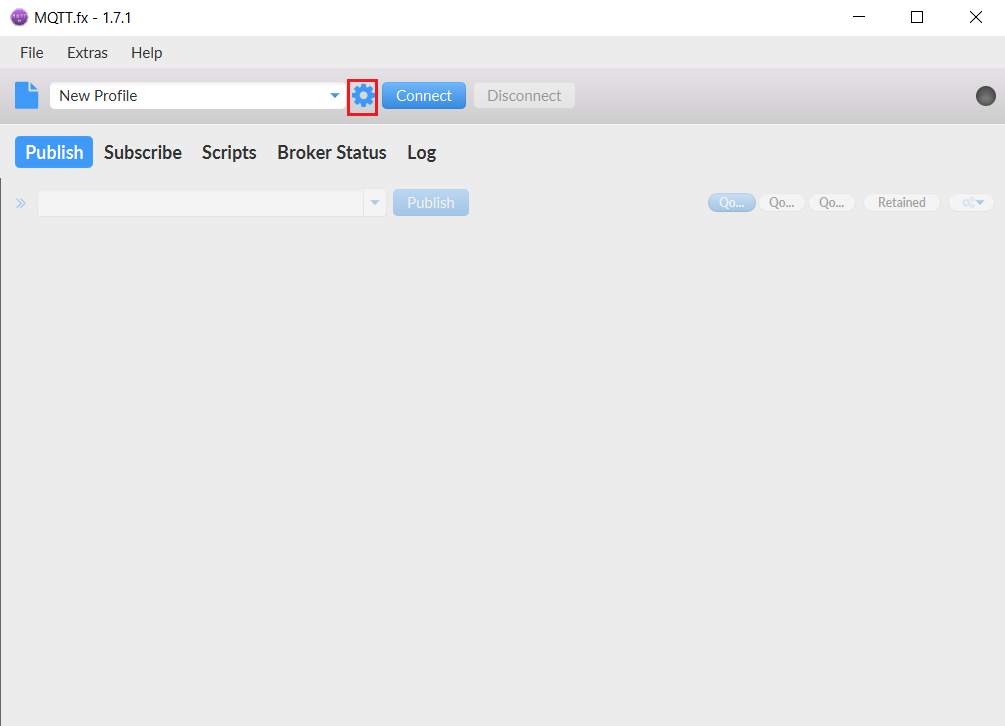 MQTT.fx - 1.7.1
File Extras Help
New Profile Connect Disconnect
Publish Subscribe Scripts Broker Status Log
Publish Qo... Qo... Qo... Retained